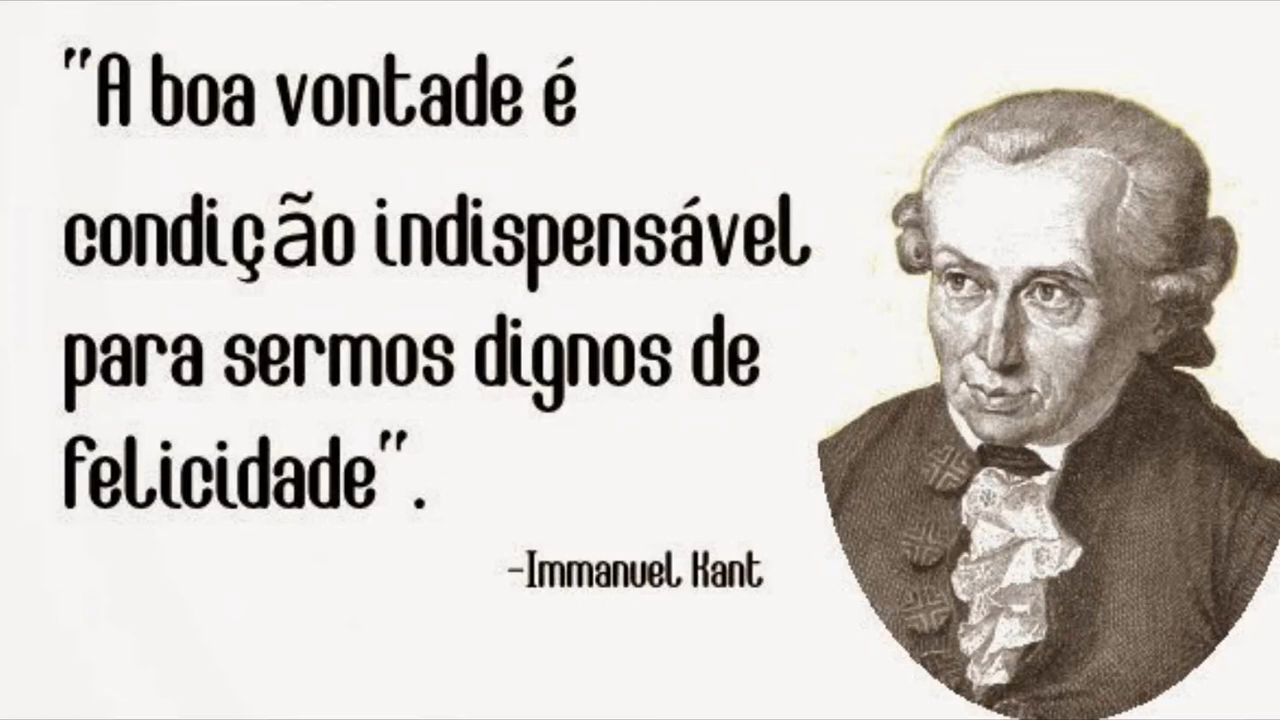 "A boa vontade é
condição indispensável
para sermos dignos de
felicidade".
-Immanuel Kant